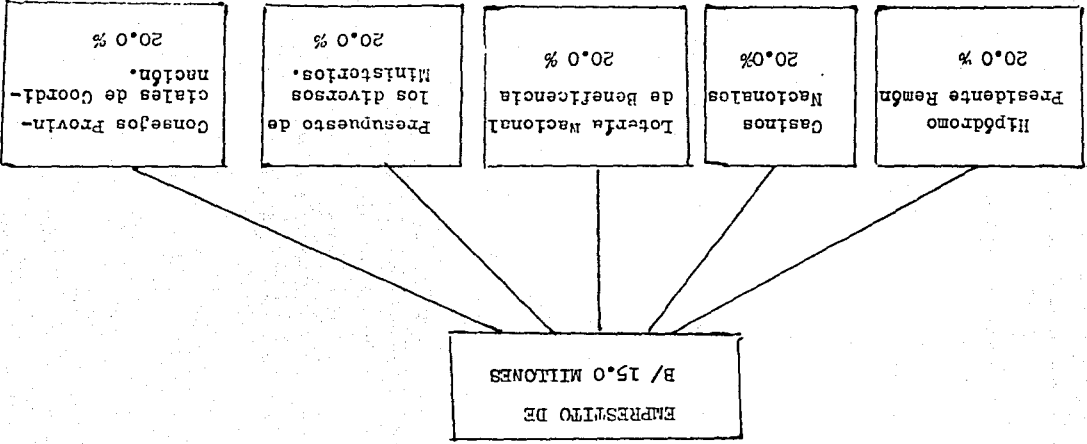 EMPRESTITO DE
B/ 15.0 MILLONES
Hipódromo
Presidente Remón
20.0 %
Casinos
Nacionales
20.0%
Lotería Nacional
de Beneficencia
20.0 %
Presupuesto de
los diversos
Ministerios.
20.0 %
Consejos Provin-
ciales de Coordi-
nación.
20.0 %